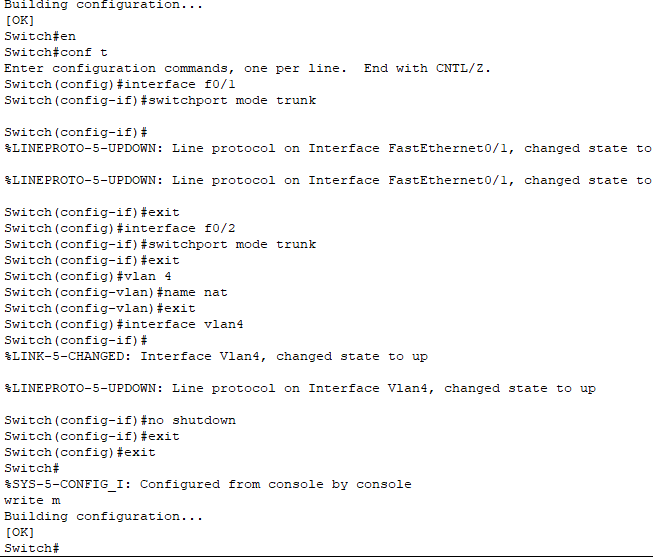 Building configuration...
[OK]
Switch#en
Switch#conf t
Enter configuration commands, one per line.  End with CNTL/Z.
Switch(config)#interface f0/1
Switch(config-if)#switchport mode trunk
Switch(config-if)#
%LINEPROTO-5-UPDOWN: Line protocol on Interface FastEthernet0/1, changed state to
%LINEPROTO-5-UPDOWN: Line protocol on Interface FastEthernet0/1, changed state to
Switch(config-if)#exit
Switch(config)#interface f0/2
Switch(config-if)#switchport mode trunk
Switch(config-if)#exit
Switch(config)#vlan 4
Switch(config-vlan)#name nat
Switch(config-vlan)#exit
Switch(config)#interface vlan4
Switch(config-if)#
%LINK-5-CHANGED: Interface Vlan4, changed state to up
%LINEPROTO-5-UPDOWN: Line protocol on Interface Vlan4, changed state to up
Switch(config-if)#no shutdown
Switch(config-if)#exit
Switch(config)#exit
Switch#
%SYS-5-CONFIG_I: Configured from console by console
write m
Building configuration...
[OK]
Switch#